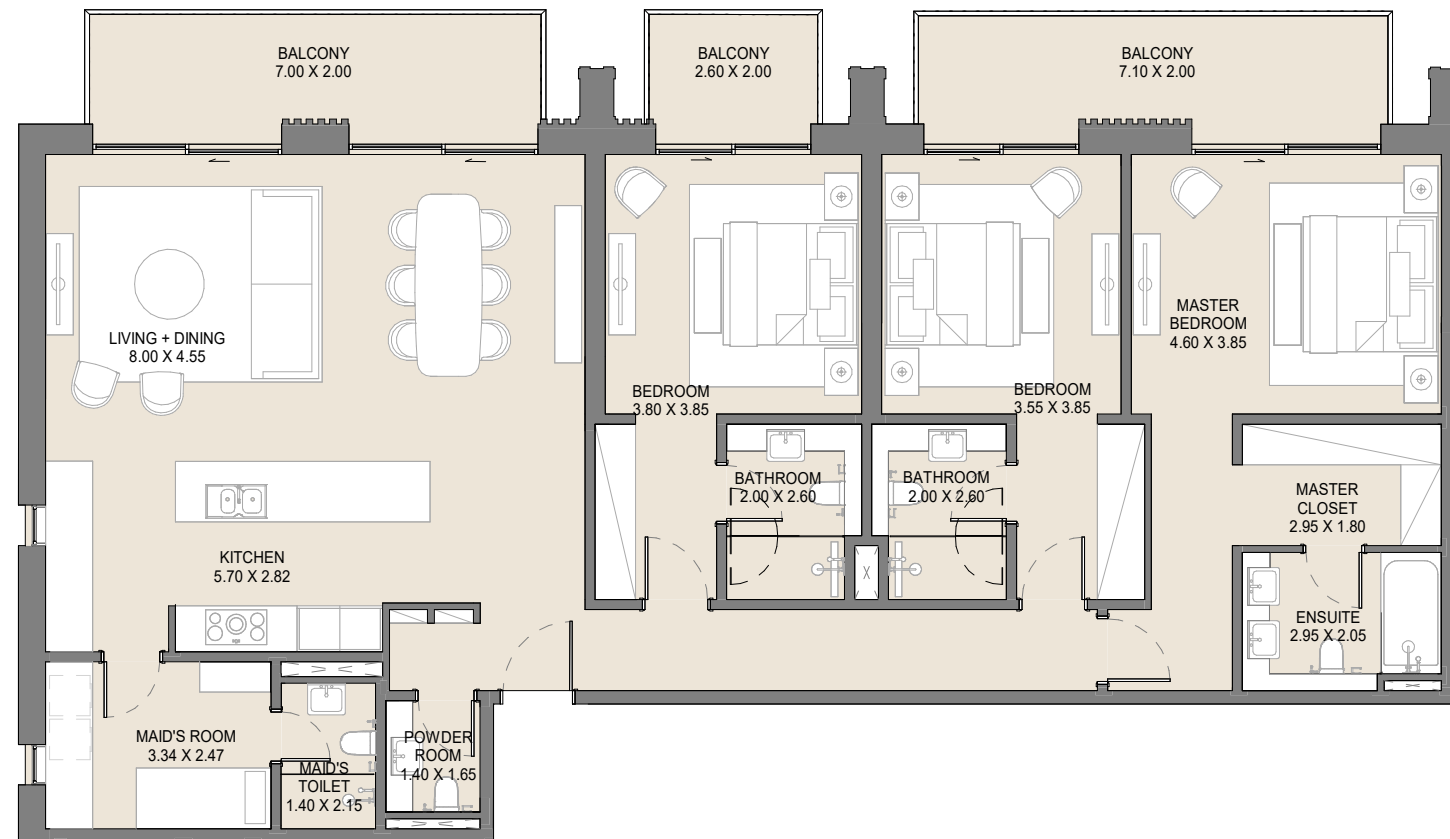 BALCONY
7.00 X 2.00
BALCONY
2.60 X 2.00
BALCONY
7.10 X 2.00
LIVING + DINING
8.00 X 4.55
MASTER
BEDROOM
4.60 X 3.85
BEDROOM
3.80 X 3.85
BEDROOM
3.55 X 3.85
BATHROOM
2.00 X 2.60
BATHROOM
2.00 X 2.60
MASTER
CLOSET
2.95 X 1.80
KITCHEN
5.70 X 2.82
ENSUITE
2.95 X 2.05
MAID'S ROOM
3.34 X 2.47
MAID'S
TOILET
1.40 X 2.15
POWDER
ROOM
1.40 X 1.65